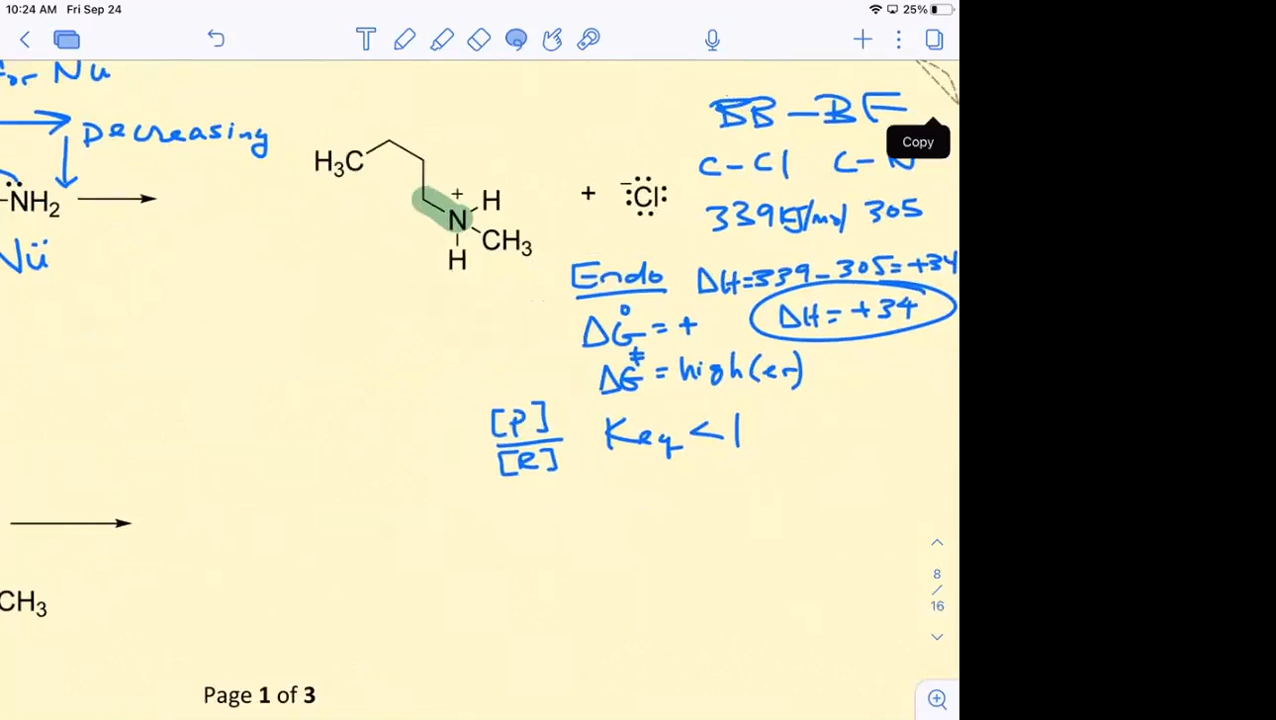 10:24 AM Fri Sep 24
25%
for Nu
Decreasing
-NH2
Nü
H3C
+
N
H
CH3
H
+
Cl
BB - BF
Copy
C-Cl C-N
339 kJ/mol 305
Endo ΔH=339-305=+34
ΔG°=+
ΔH=+34
ΔG‡ = high(er)
[P]
[R]
Keq < 1
CH3
8
/
16
Page 1 of 3